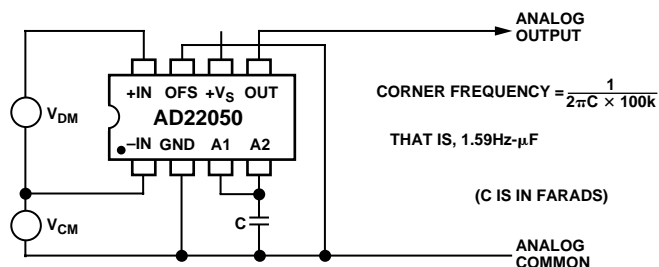 ANALOG
OUTPUT
+IN OFS +VS OUT
AD22050
–IN GND A1 A2
VDM
VCM
C
CORNER FREQUENCY = 1
2πC × 100k
THAT IS, 1.59Hz-μF
(C IS IN FARADS)
ANALOG
COMMON